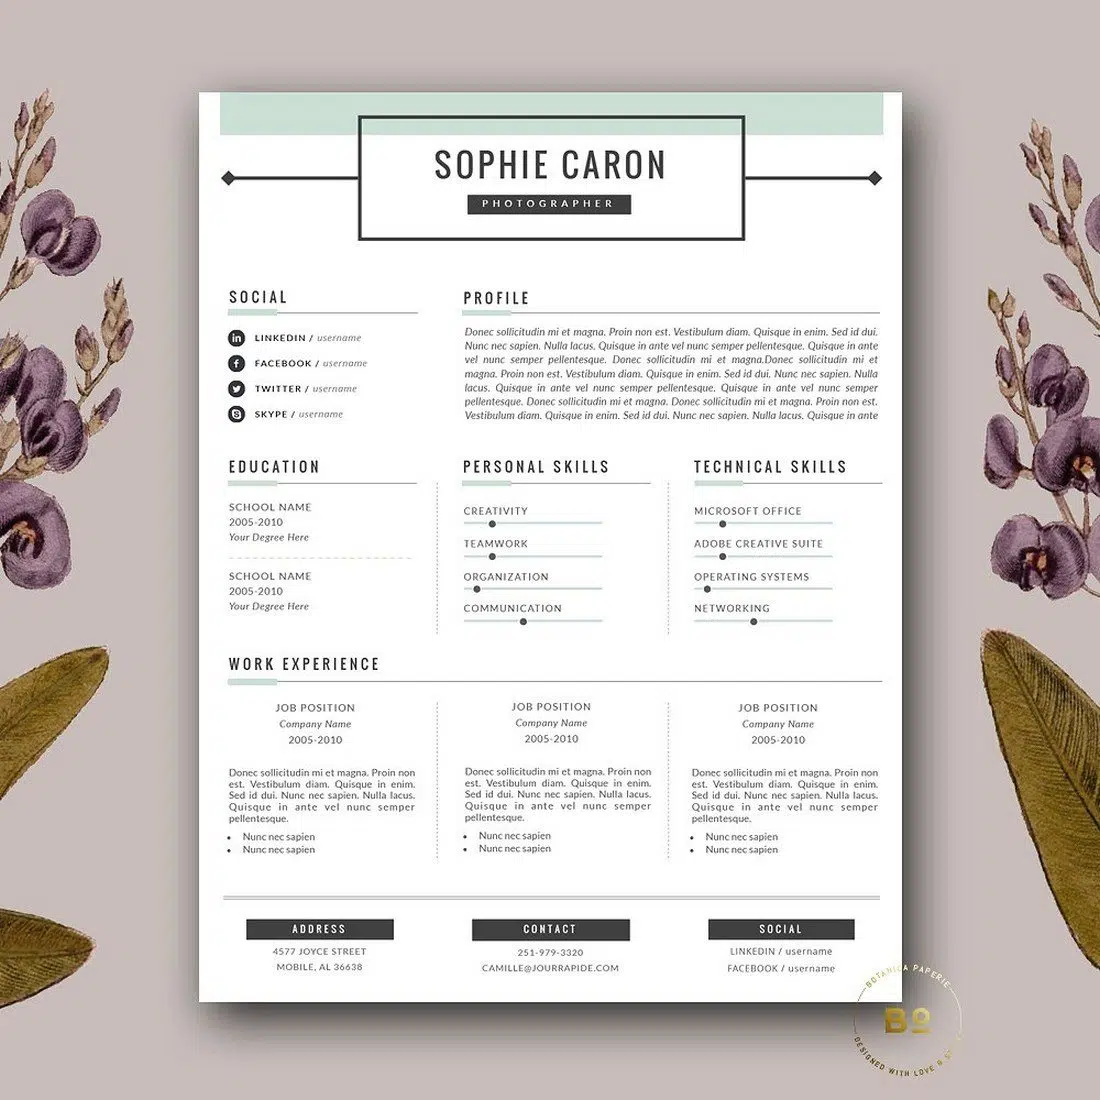 SOPHIE CARON
PHOTOGRAPHER
SOCIAL
LINKEDIN / username
FACEBOOK / username
TWITTER / username
SKYPE / username
PROFILE
Donec sollicitudin mi et magna. Proin non est. Vestibulum diam. Quisque in enim. Sed id dui.
Nunc nec sapien. Nulla lacus. Quisque in ante vel nunc semper pellentesque. Quisque in ante
vel nunc semper pellentesque. Donec sollicitudin mi et magna.Donec sollicitudin mi et
magna. Proin non est. Vestibulum diam. Quisque in enim. Sed id dui. Nunc nec sapien. Nulla
lacus. Quisque in ante vel nunc semper pellentesque. Quisque in ante vel nunc semper
pellentesque. Donec sollicitudin mi et magna. Donec sollicitudin mi et magna. Proin non est.
Vestibulum diam. Quisque in enim. Sed id dui. Nunc nec sapien. Nulla lacus. Quisque in ante
EDUCATION
SCHOOL NAME
2005-2010
Your Degree Here
SCHOOL NAME
2005-2010
Your Degree Here
PERSONAL SKILLS
CREATIVITY
TEAMWORK
ORGANIZATION
COMMUNICATION
TECHNICAL SKILLS
MICROSOFT OFFICE
ADOBE CREATIVE SUITE
OPERATING SYSTEMS
NETWORKING
WORK EXPERIENCE
JOB POSITION
Company Name
2005-2010
Donec sollicitudin mi et magna. Proin non
est. Vestibulum diam. Quisque in enim.
Sed id dui. Nunc nec sapien. Nulla lacus.
Quisque in ante vel nunc semper
pellentesque.
• Nunc nec sapien
• Nunc nec sapien
JOB POSITION
Company Name
2005-2010
Donec sollicitudin mi et magna. Proin non
est. Vestibulum diam. Quisque in enim.
Sed id dui. Nunc nec sapien. Nulla lacus.
Quisque in ante vel nunc semper
pellentesque.
• Nunc nec sapien
• Nunc nec sapien
JOB POSITION
Company Name
2005-2010
Donec sollicitudin mi et magna. Proin non
est. Vestibulum diam. Quisque in enim.
Sed id dui. Nunc nec sapien. Nulla lacus.
Quisque in ante vel nunc semper
pellentesque.
• Nunc nec sapien
• Nunc nec sapien
ADDRESS
4577 JOYCE STREET
MOBILE, AL 36638
CONTACT
251-979-3320
CAMILLE@JOURRAPIDE.COM
SOCIAL
LINKEDIN / username
FACEBOOK / username
BOTANICA PAPERIE
BO
DESIGNED WITH LOVE &